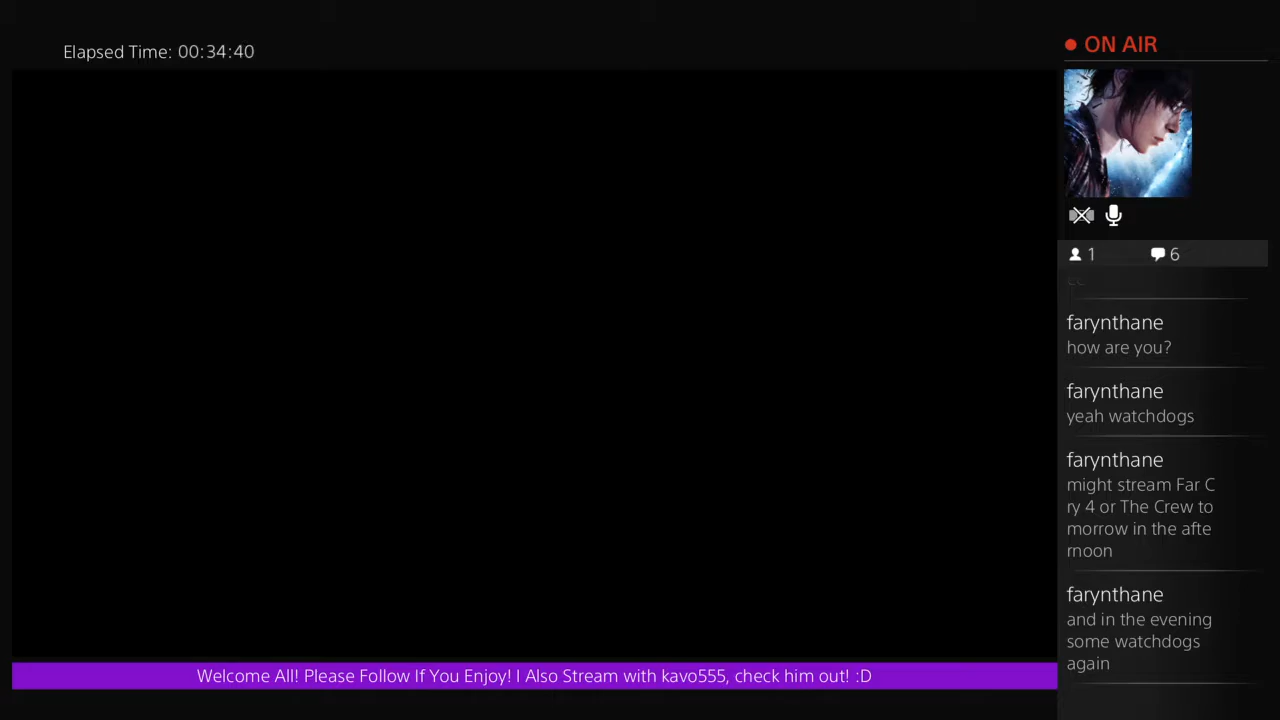 Elapsed Time: 00:34:40
ON AIR
1
6
farynthane
how are you?
farynthane
yeah watchdogs
farynthane
might stream Far C
ry 4 or The Crew to
morrow in the afte
rnoon
farynthane
and in the evening
some watchdogs
again
Welcome All! Please Follow If You Enjoy! I Also Stream with kavo555, check him out! :D